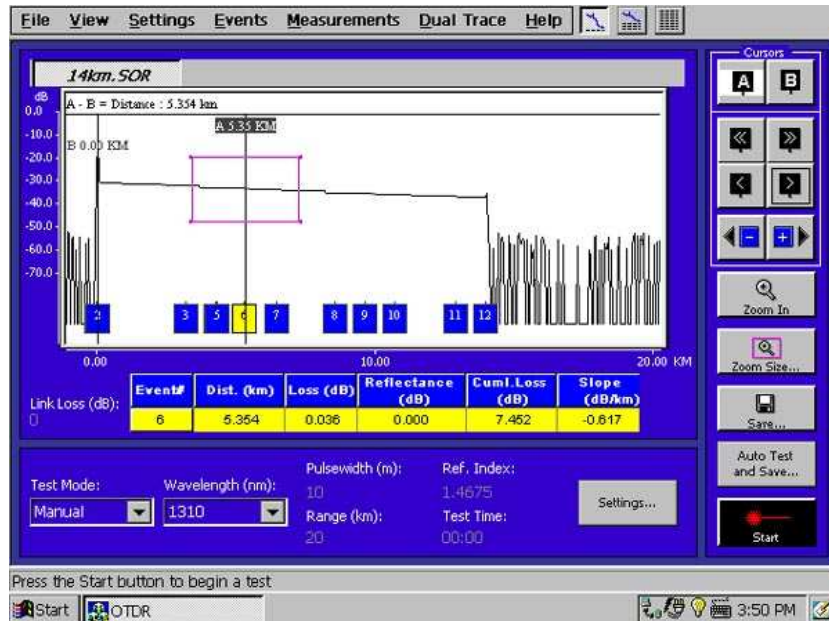 File View Settings Events Measurements Dual Trace Help
14km.SOR
Cursors
A B
dB
0.0
-10.0
-20.0
-30.0
-40.0
-50.0
-60.0
-70.0
A - B = Distance : 5.354 km
A 5.35 KM
B 0.00 KM
2 3 5 6 7 8 9 10 11 12
0.00 10.00 20.00 KM
Zoom In
Zoom Size...
Save...
Auto Test
and Save...
Start
Link Loss (dB):
0
Event# Dist. (km) Loss (dB) Reflectance (dB) Cuml.Loss (dB) Slope (dB/km)
6 5.354 0.036 0.000 7.452 -0.617
Test Mode:
Manual
Wavelength (nm):
1310
Pulsewidth (m):
10
Range (km):
20
Ref. Index:
1.4675
Test Time:
00:00
Settings...
Press the Start button to begin a test
Start OTDR 3:50 PM